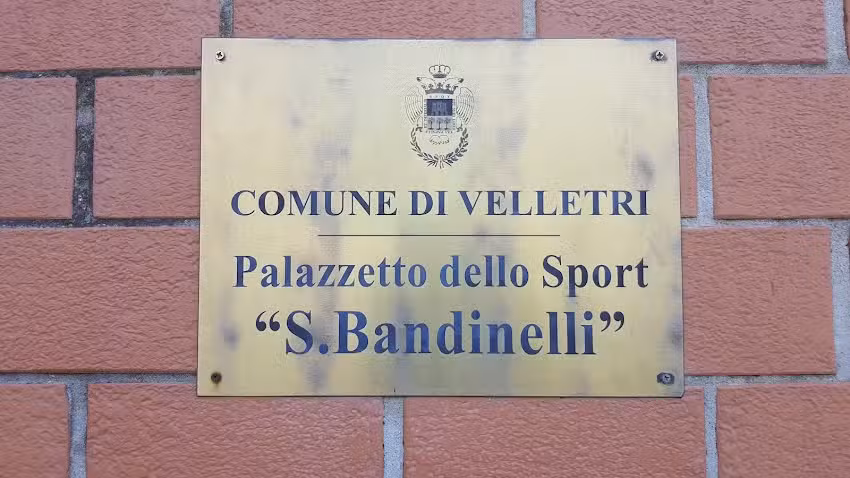 COMUNE DI VELLETRI
Palazzetto dello Sport
“S.Bandinelli”